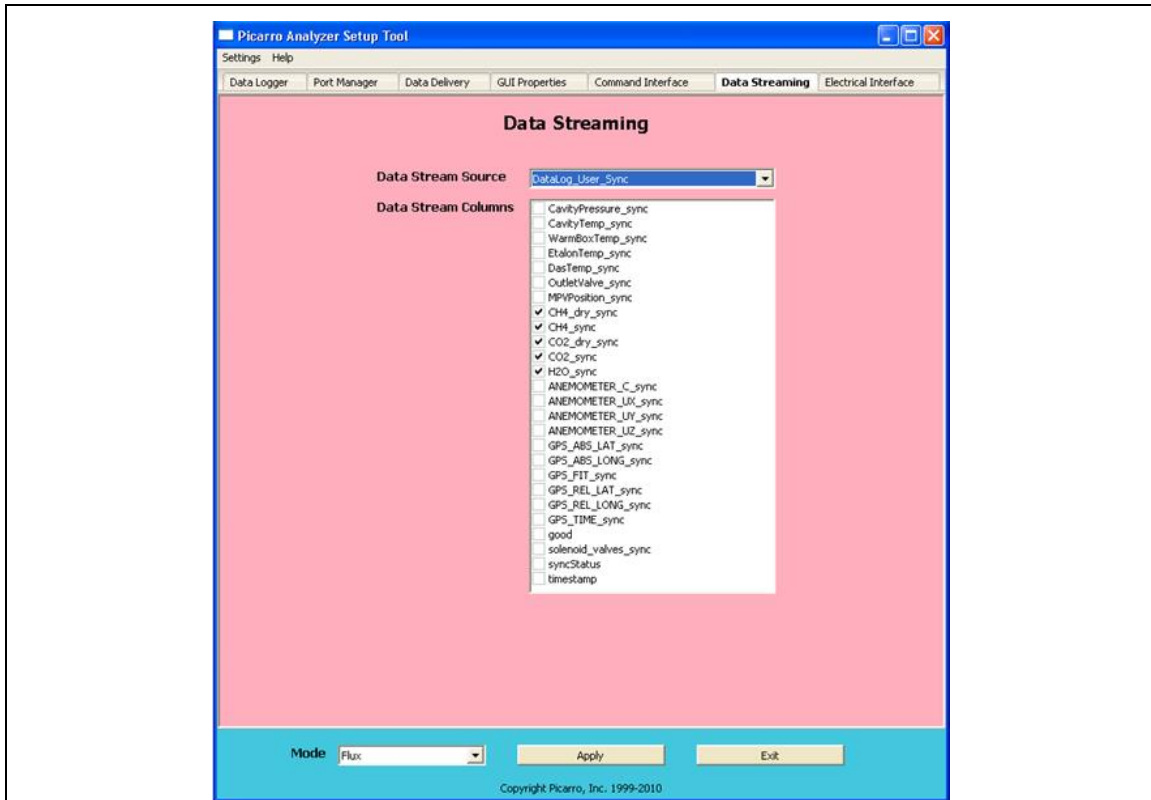 Picarro Analyzer Setup Tool
Settings Help
Data Logger Port Manager Data Delivery GUI Properties Command Interface Data Streaming Electrical Interface
Data Streaming
Data Stream Source DataLog_User_Sync
Data Stream Columns
CavityPressure_sync
CavityTemp_sync
WarmBoxTemp_sync
EtalonTemp_sync
DasTemp_sync
OutletValve_sync
MPVPosition_sync
CH4_dry_sync
CH4_sync
CO2_dry_sync
CO2_sync
H2O_sync
ANEMOMETER_C_sync
ANEMOMETER_UX_sync
ANEMOMETER_UY_sync
ANEMOMETER_UZ_sync
GPS_ABS_LAT_sync
GPS_ABS_LONG_sync
GPS_FIT_sync
GPS_REL_LAT_sync
GPS_REL_LONG_sync
GPS_TIME_sync
good
solenoid_valves_sync
syncStatus
timestamp
Mode Flux Apply Exit
Copyright Picarro, Inc. 1999-2010